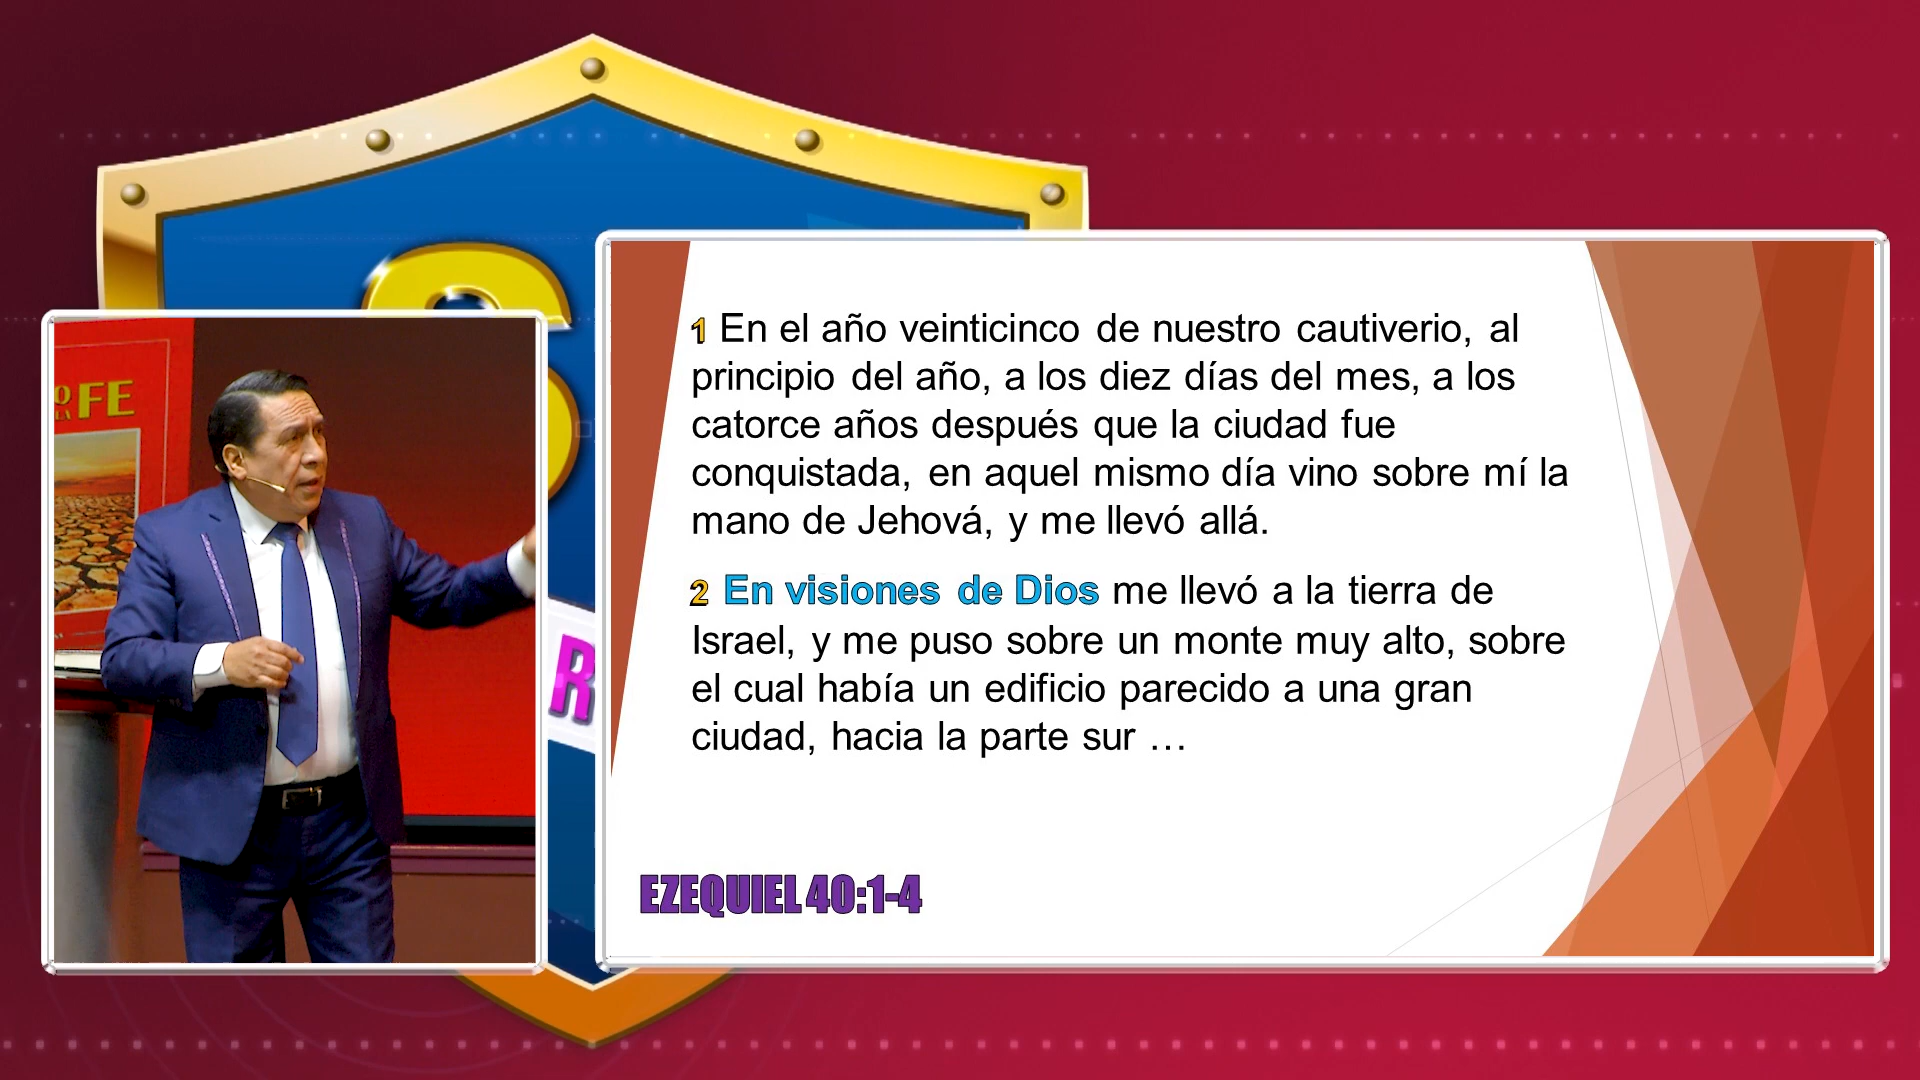 FE
R
1 En el año veinticinco de nuestro cautiverio, al
principio del año, a los diez días del mes, a los
catorce años después que la ciudad fue
conquistada, en aquel mismo día vino sobre mí la
mano de Jehová, y me llevó allá.
2 En visiones de Dios me llevó a la tierra de
Israel, y me puso sobre un monte muy alto, sobre
el cual había un edificio parecido a una gran
ciudad, hacia la parte sur …
EZEQUIEL 40:1-4